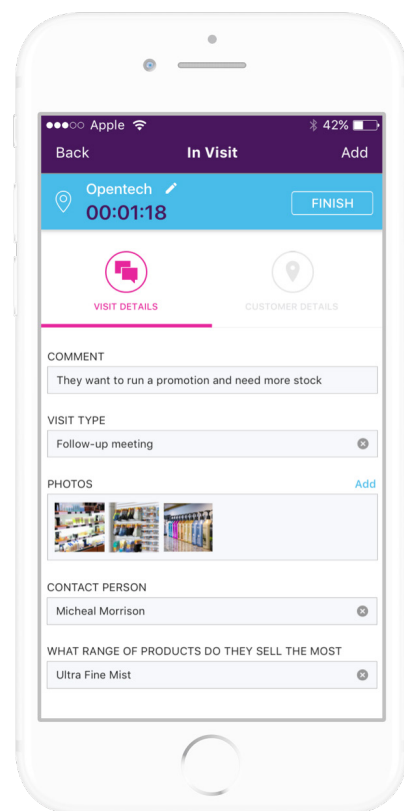 Apple 42%
Back In Visit Add
Opentech
00:01:18 FINISH
VISIT DETAILS CUSTOMER DETAILS
COMMENT
They want to run a promotion and need more stock
VISIT TYPE
Follow-up meeting
PHOTOS Add
CONTACT PERSON
Micheal Morrison
WHAT RANGE OF PRODUCTS DO THEY SELL THE MOST
Ultra Fine Mist